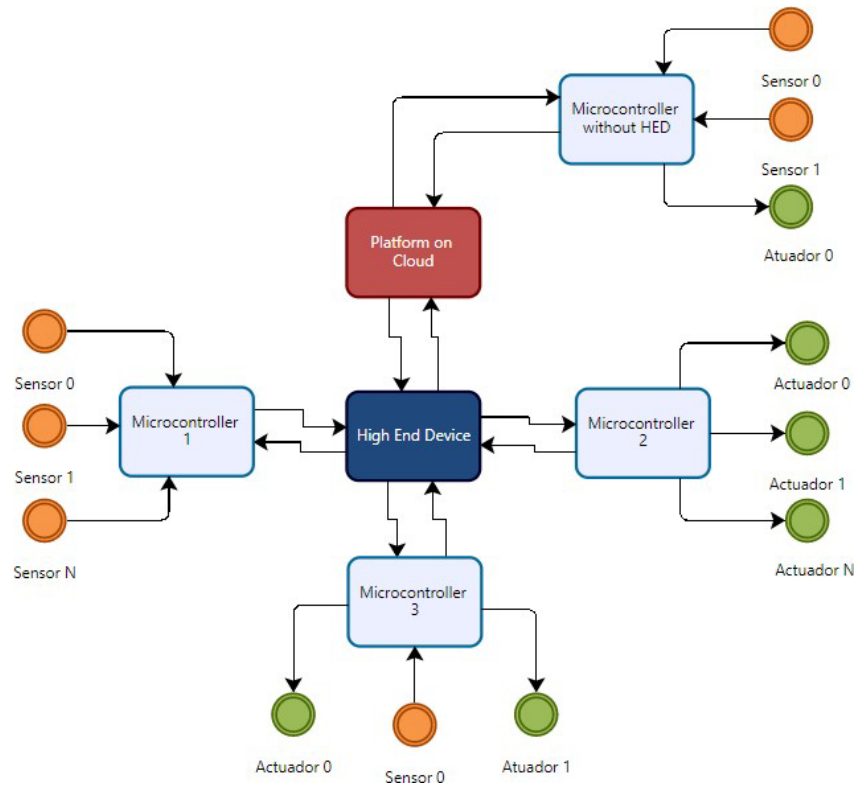 Sensor 0
Microcontroller
without HED
Sensor 1
Platform on
Cloud
Atuador 0
Sensor 0
Actuador 0
Microcontroller
1
High End Device
Microcontroller
2
Sensor 1
Actuador 1
Sensor N
Actuador N
Microcontroller
3
Actuador 0
Sensor 0
Atuador 1